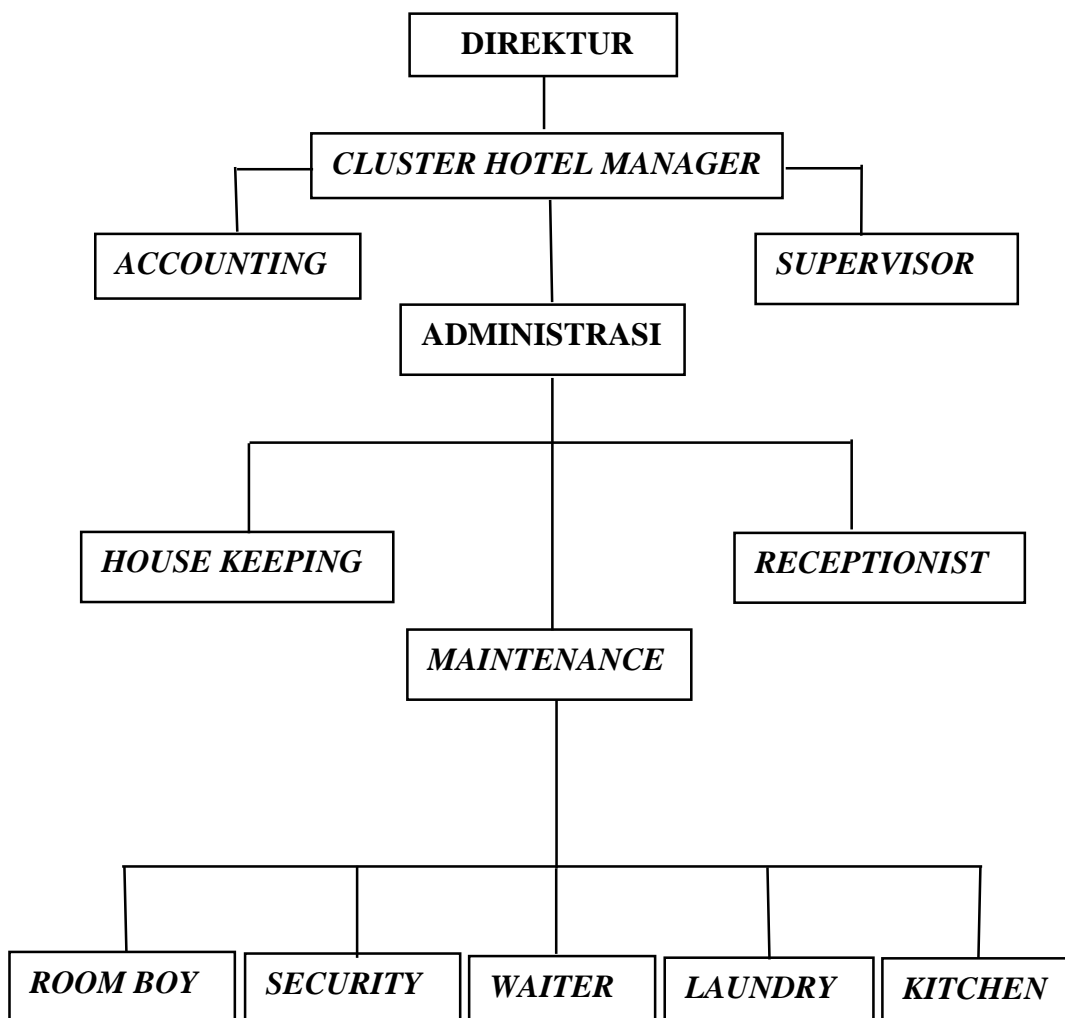 DIREKTUR
CLUSTER HOTEL MANAGER
ACCOUNTING
SUPERVISOR
ADMINISTRASI
HOUSE KEEPING
RECEPTIONIST
MAINTENANCE
ROOM BOY
SECURITY
WAITER
LAUNDRY
KITCHEN